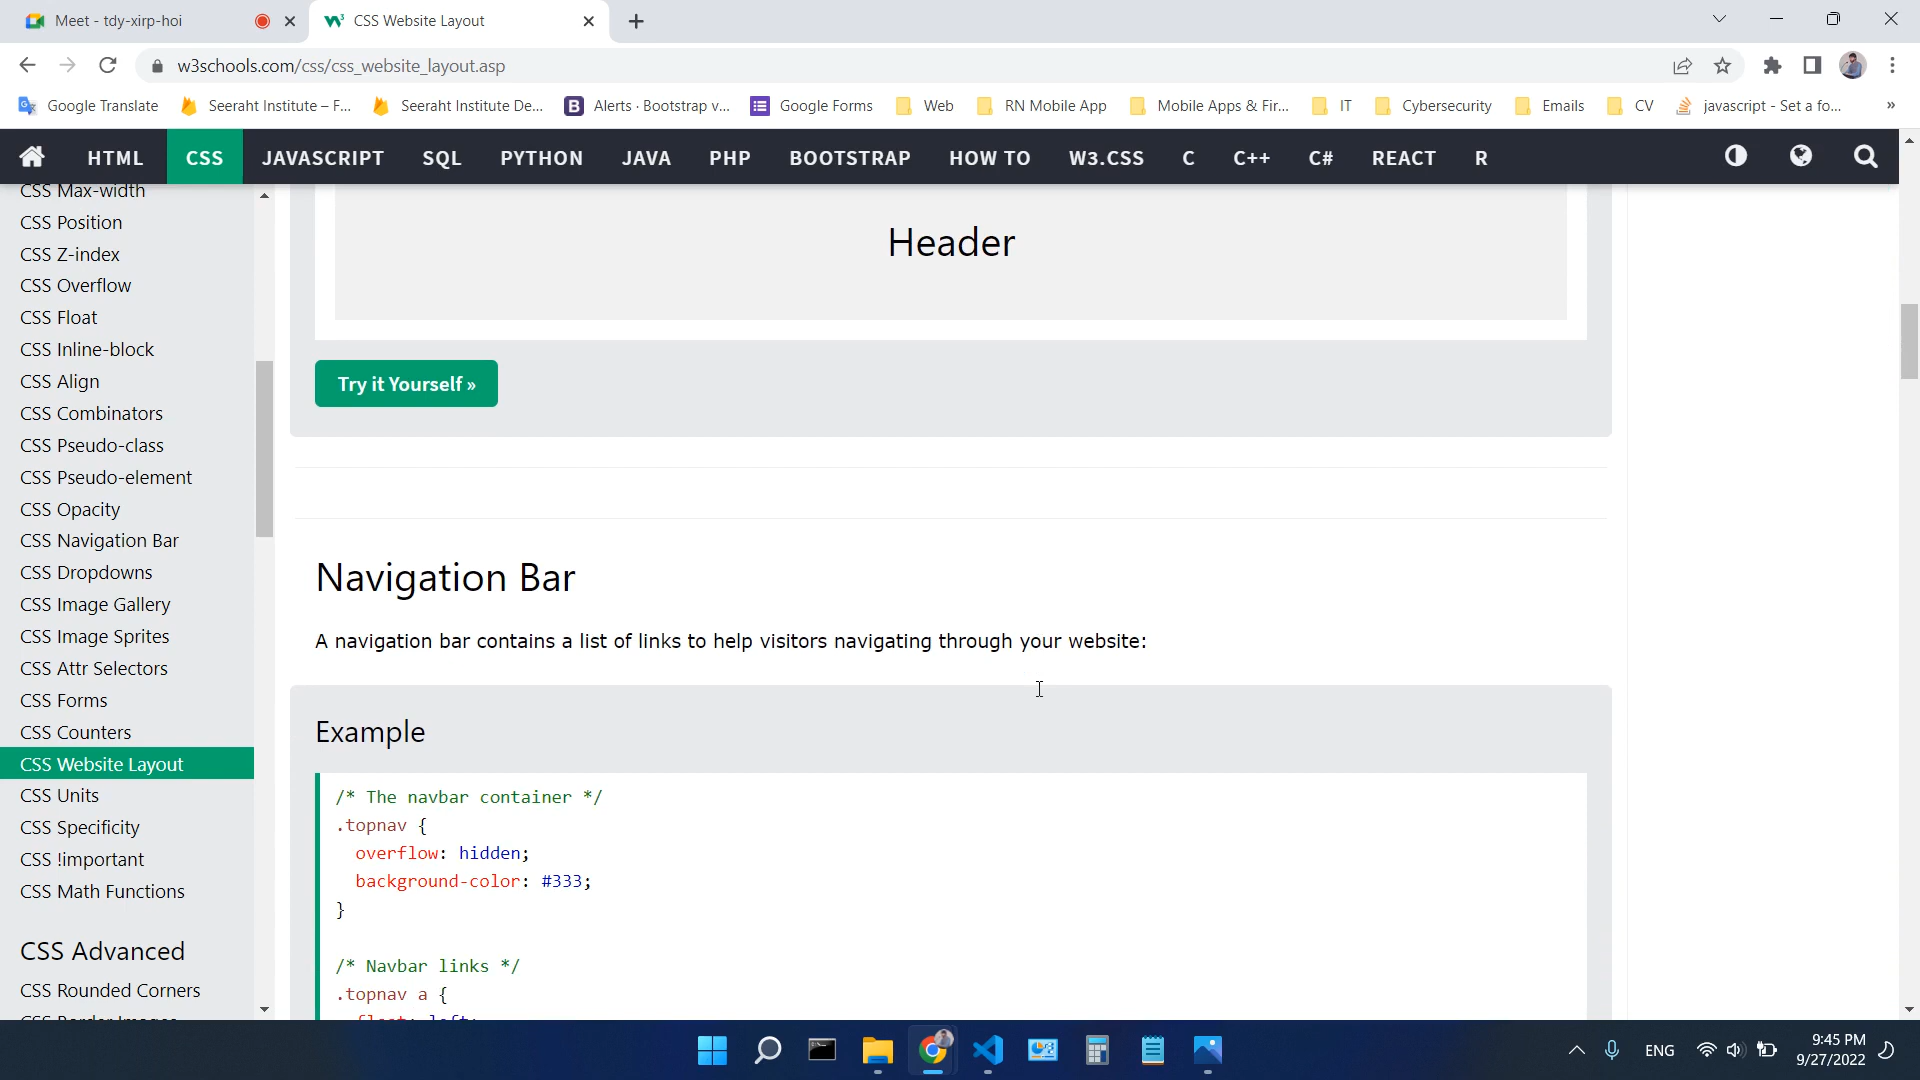 Meet - tdy-xirp-hoi
CSS Website Layout
w3schools.com/css/css_website_layout.asp
Google Translate
Seeraht Institute – F...
Seeraht Institute De...
Alerts · Bootstrap v...
Google Forms
Web
RN Mobile App
Mobile Apps & Fir...
IT
Cybersecurity
Emails
CV
javascript - Set a fo...
»
HTML
CSS
JAVASCRIPT
SQL
PYTHON
JAVA
PHP
BOOTSTRAP
HOW TO
W3.CSS
C
C++
C#
REACT
R
CSS Max-width
CSS Position
CSS Z-index
CSS Overflow
CSS Float
CSS Inline-block
CSS Align
CSS Combinators
CSS Pseudo-class
CSS Pseudo-element
CSS Opacity
CSS Navigation Bar
CSS Dropdowns
CSS Image Gallery
CSS Image Sprites
CSS Attr Selectors
CSS Forms
CSS Counters
CSS Website Layout
CSS Units
CSS Specificity
CSS !important
CSS Math Functions
CSS Advanced
CSS Rounded Corners
CSS Border Images
Header
Try it Yourself »
Navigation Bar
A navigation bar contains a list of links to help visitors navigating through your website:
Example
/* The navbar container */
.topnav {
overflow: hidden;
background-color: #333;
}
/* Navbar links */
.topnav a {
float: left;
ENG
9:45 PM
9/27/2022